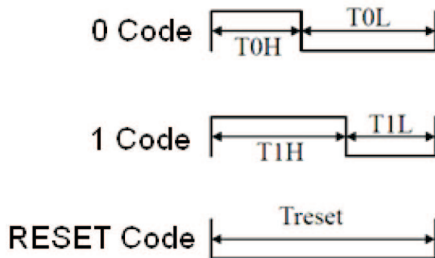 0 Code T0H T0L
1 Code T1H T1L
RESET Code Treset